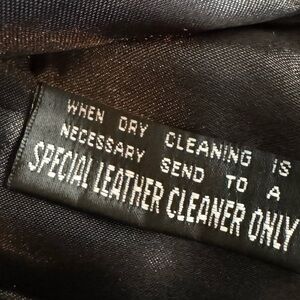 WHEN DRY CLEANING IS
NECESSARY SEND TO A
SPECIAL LEATHER CLEANER ONLY